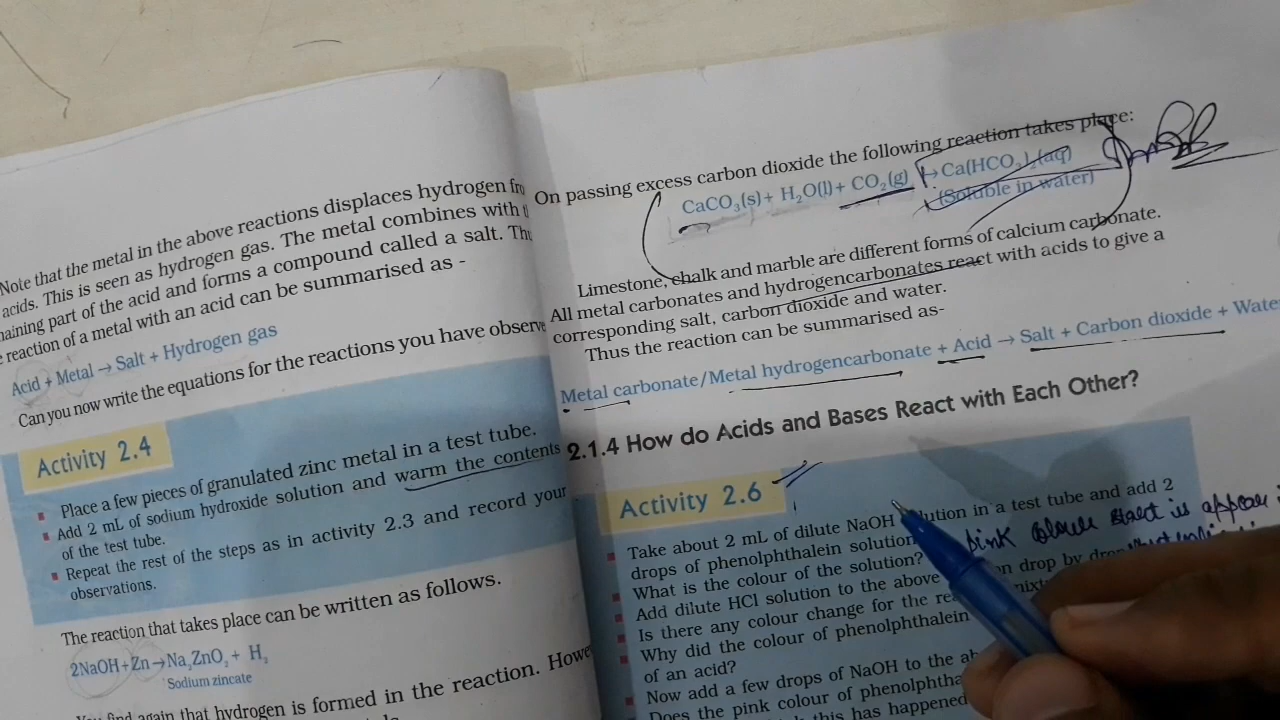 Note that the metal in the above reactions displaces hydrogen
acids. This is seen as hydrogen gas. The metal combines with
part of the acid and forms a compound called a salt.
reaction of a metal with an acid can be summarised as -
Acid + Metal → Salt + Hydrogen gas
Can you now write the equations for the reactions you have
Activity 2.4
Place a few pieces of granulated zinc metal in a test tube.
Add 2 mL of sodium hydroxide solution and warm the contents
of the test tube.
Repeat the rest of the steps as in activity 2.3 and record your
observations.
The reaction that takes place can be written as follows.
2NaOH + Zn → Na₂ZnO₂ + H₂
Sodium zincate
again that hydrogen is formed in the reaction.
On passing excess carbon dioxide the following reaction takes place:
CaCO₃(s) + H₂O(l) + CO₂(g) → Ca(HCO₃)₂(aq)
(Soluble in water)
Limestone, chalk and marble are different forms of calcium carbonate.
All metal carbonates and hydrogencarbonates react with acids to give a
corresponding salt, carbon dioxide and water.
Thus the reaction can be summarised as-
Metal carbonate/Metal hydrogencarbonate + Acid → Salt + Carbon dioxide +
2.1.4 How do Acids and Bases React with Each Other?
Activity 2.6
Take about 2 mL of dilute NaOH solution in a test tube and add 2
drops of phenolphthalein solution
pink colour
What is the colour of the solution?
Add dilute HCl solution to the above drop by
Is there any colour change for the
Why did the colour of phenolphthalein
of an acid?
Now add a few drops of NaOH to the
Does the pink colour of
this has happened